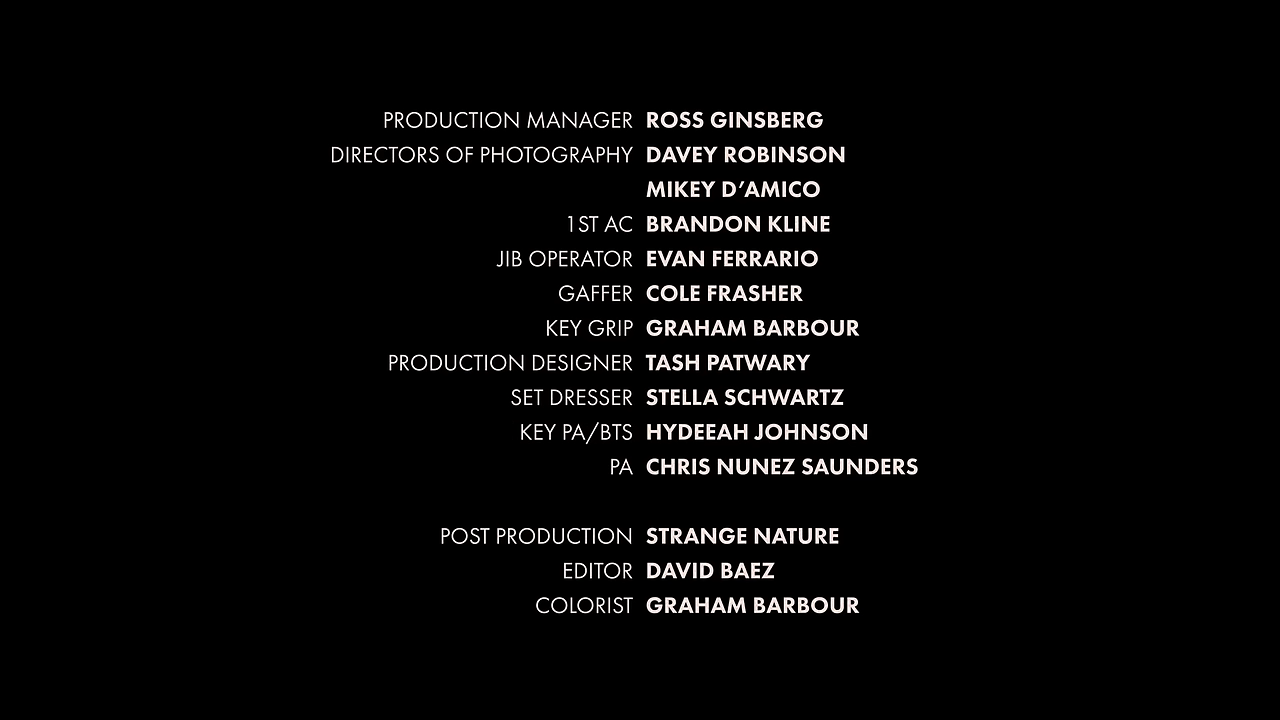 PRODUCTION MANAGER ROSS GINSBERG
DIRECTORS OF PHOTOGRAPHY DAVEY ROBINSON
MIKEY D’AMICO
1ST AC BRANDON KLINE
JIB OPERATOR EVAN FERRARIO
GAFFER COLE FRASHER
KEY GRIP GRAHAM BARBOUR
PRODUCTION DESIGNER TASH PATWARY
SET DRESSER STELLA SCHWARTZ
KEY PA/BTS HYDEEAH JOHNSON
PA CHRIS NUNEZ SAUNDERS
POST PRODUCTION STRANGE NATURE
EDITOR DAVID BAEZ
COLORIST GRAHAM BARBOUR